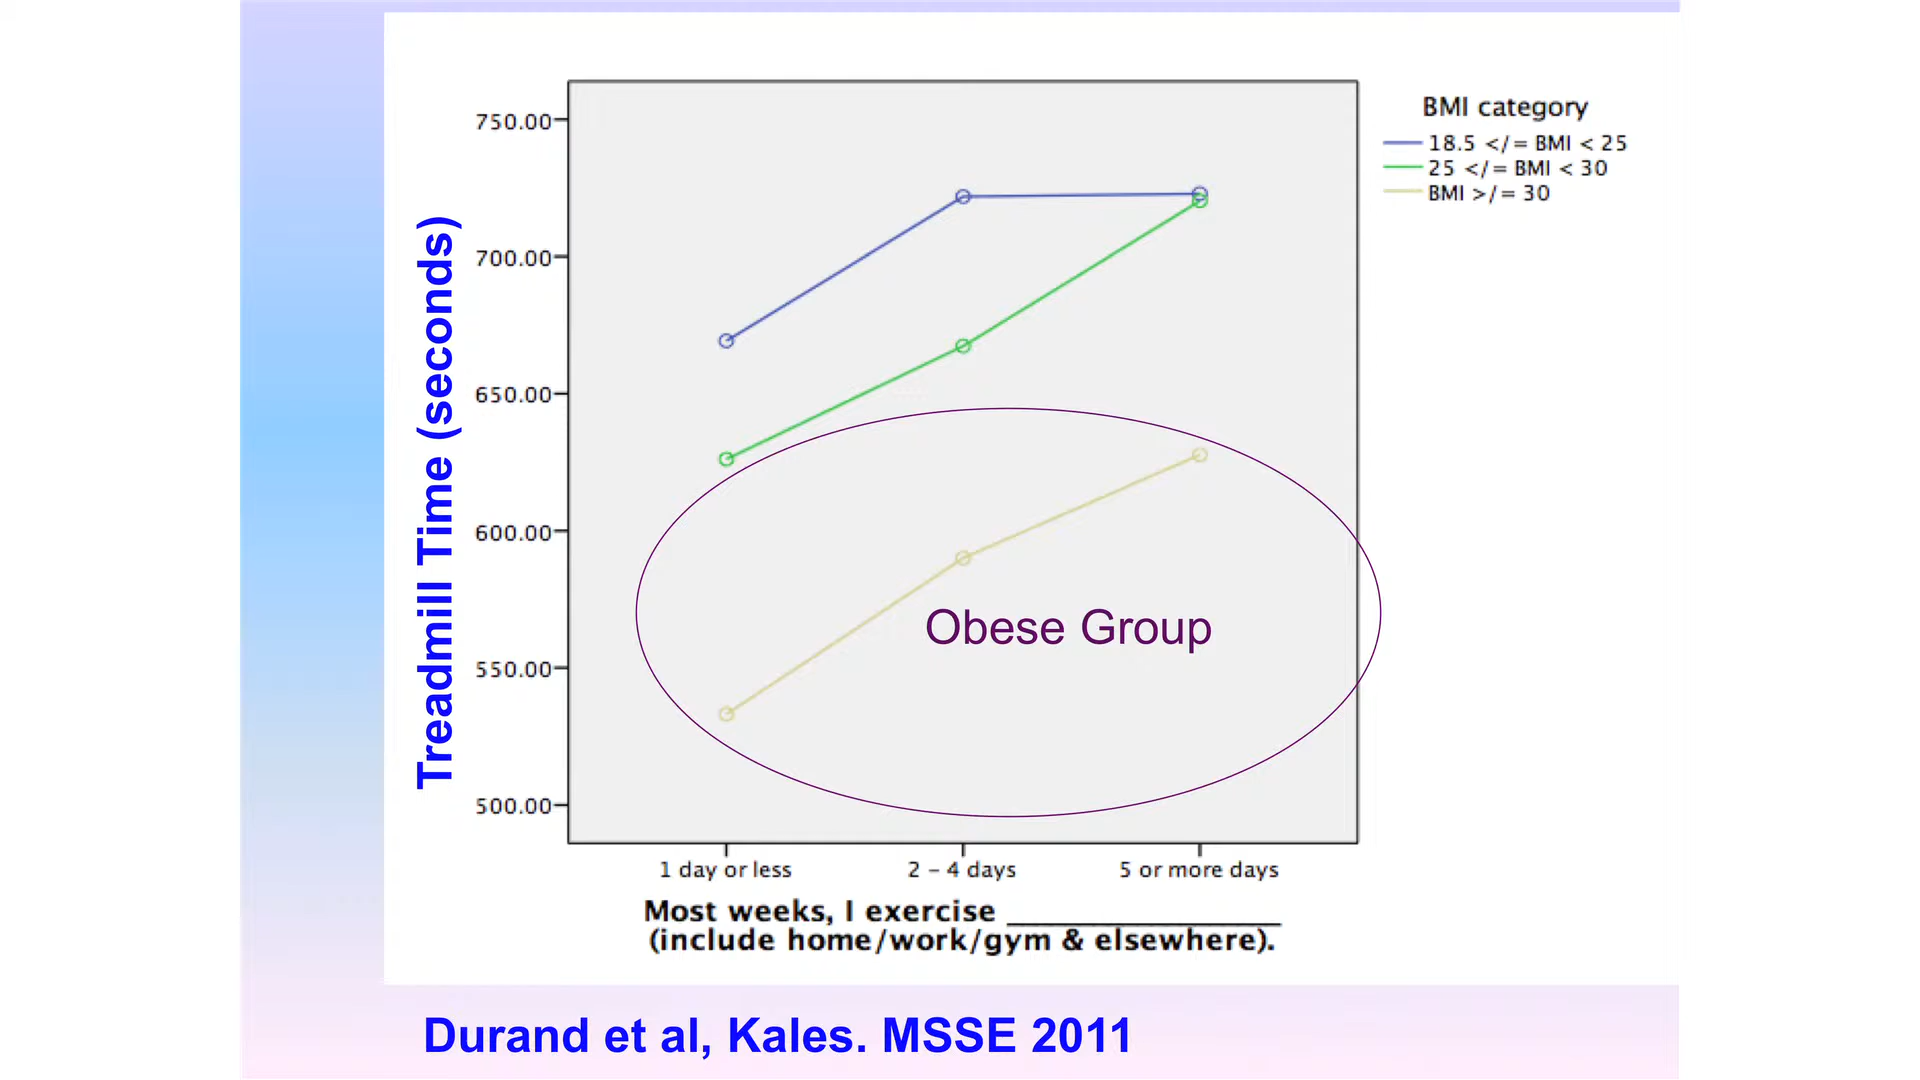 BMI category
18.5 </= BMI < 25
25 </= BMI < 30
BMI >/= 30
Treadmill Time (seconds)
750.00
700.00
650.00
600.00
550.00
500.00
Obese Group
1 day or less
2 – 4 days
5 or more days
Most weeks, I exercise __________________
(include home/work/gym & elsewhere).
Durand et al, Kales. MSSE 2011